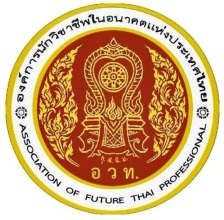 องค์การนักวิชาชีพในอนาคตแห่งประเทศไทย
อวท.
ASSOCIATION OF FUTURE THAI PROFESSIONAL